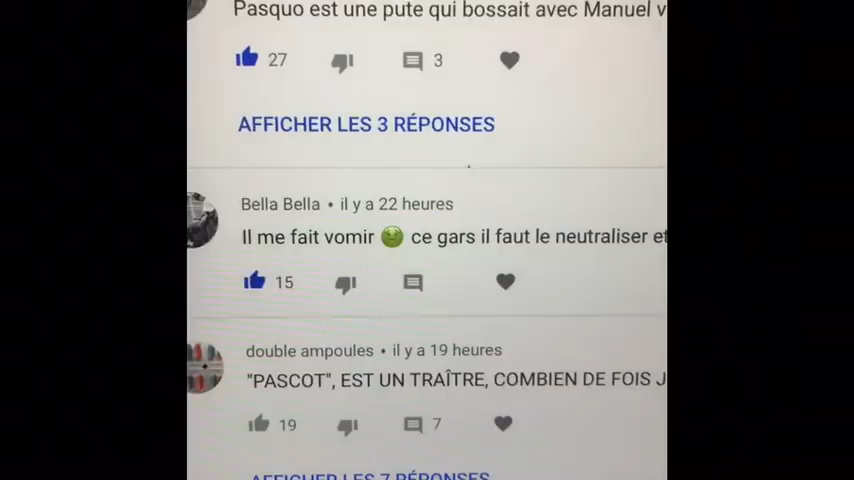 Pasquo est une pute qui bossait avec Manuel v
27 3
AFFICHER LES 3 RÉPONSES
Bella Bella • il y a 22 heures
Il me fait vomir 🤢 ce gars il faut le neutraliser et
15
double ampoules • il y a 19 heures
"PASCOT", EST UN TRAÎTRE, COMBIEN DE FOIS J
19 7
AFFICHER LES 7 RÉPONSES